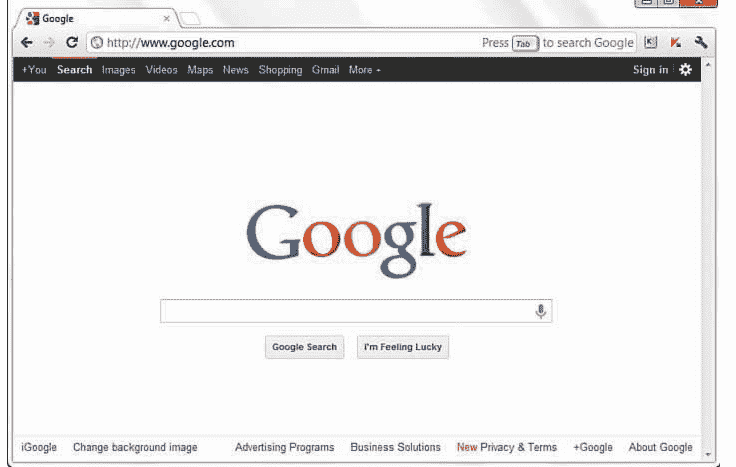 Google
http://www.google.com Press Tab to search Google
+You Search Images Videos Maps News Shopping Gmail More Sign in
Google
Google Search I'm Feeling Lucky
iGoogle Change background image Advertising Programs Business Solutions New Privacy & Terms +Google About Google